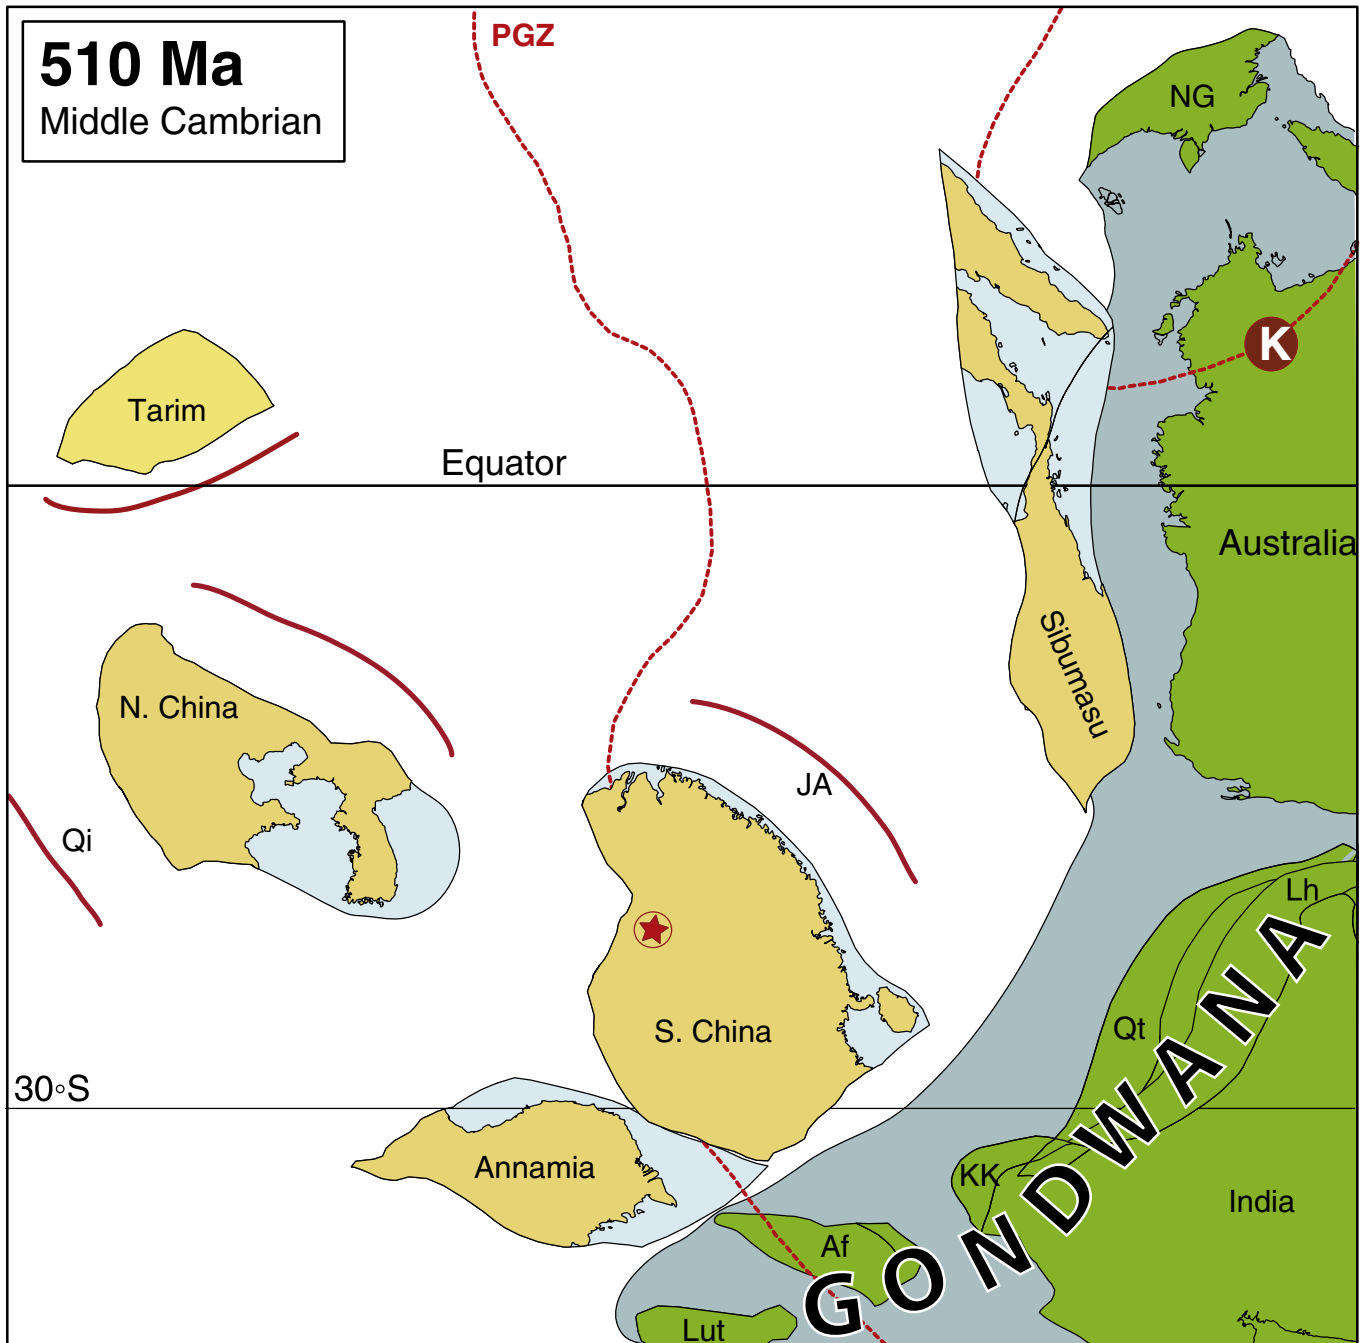 510 Ma
Middle Cambrian
PGZ
NG
K
Tarim
Equator
Australia
Sibumasu
N. China
JA
Qi
Lh
S. China
Qt
30°S
Annamia
KK
India
Af
GONDWANA
Lut